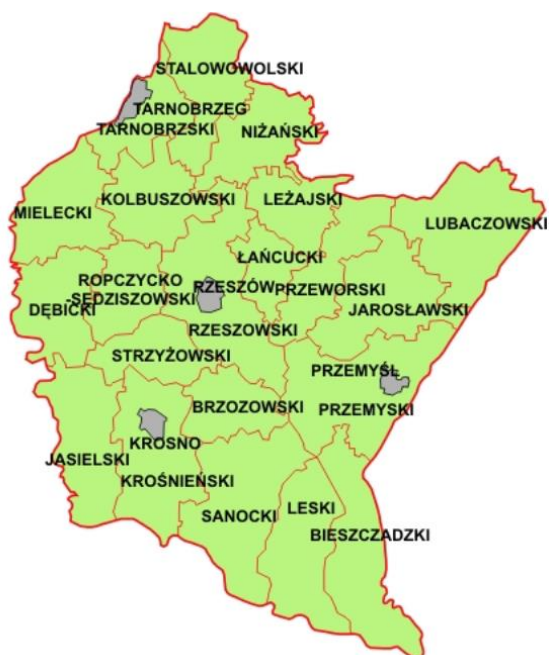 STALOWOWOLSKI
TARNOBRZEG
TARNOBRZSKI
NIŻAŃSKI
KOLBUSZOWSKI
LEŻAJSKI
MIELECKI
LUBACZOWSKI
ŁAŃCUCKI
ROPCZYCKO
-SĘDZISZOWSKI
RZESZÓW
PRZEWORSKI
DĘBICKI
JAROSŁAWSKI
RZESZOWSKI
STRZYŻOWSKI
PRZEMYŚL
BRZOZOWSKI
PRZEMYSKI
KROSNO
JASIELSKI
KROŚNIEŃSKI
LESKI
SANOCKI
BIESZCZADZKI